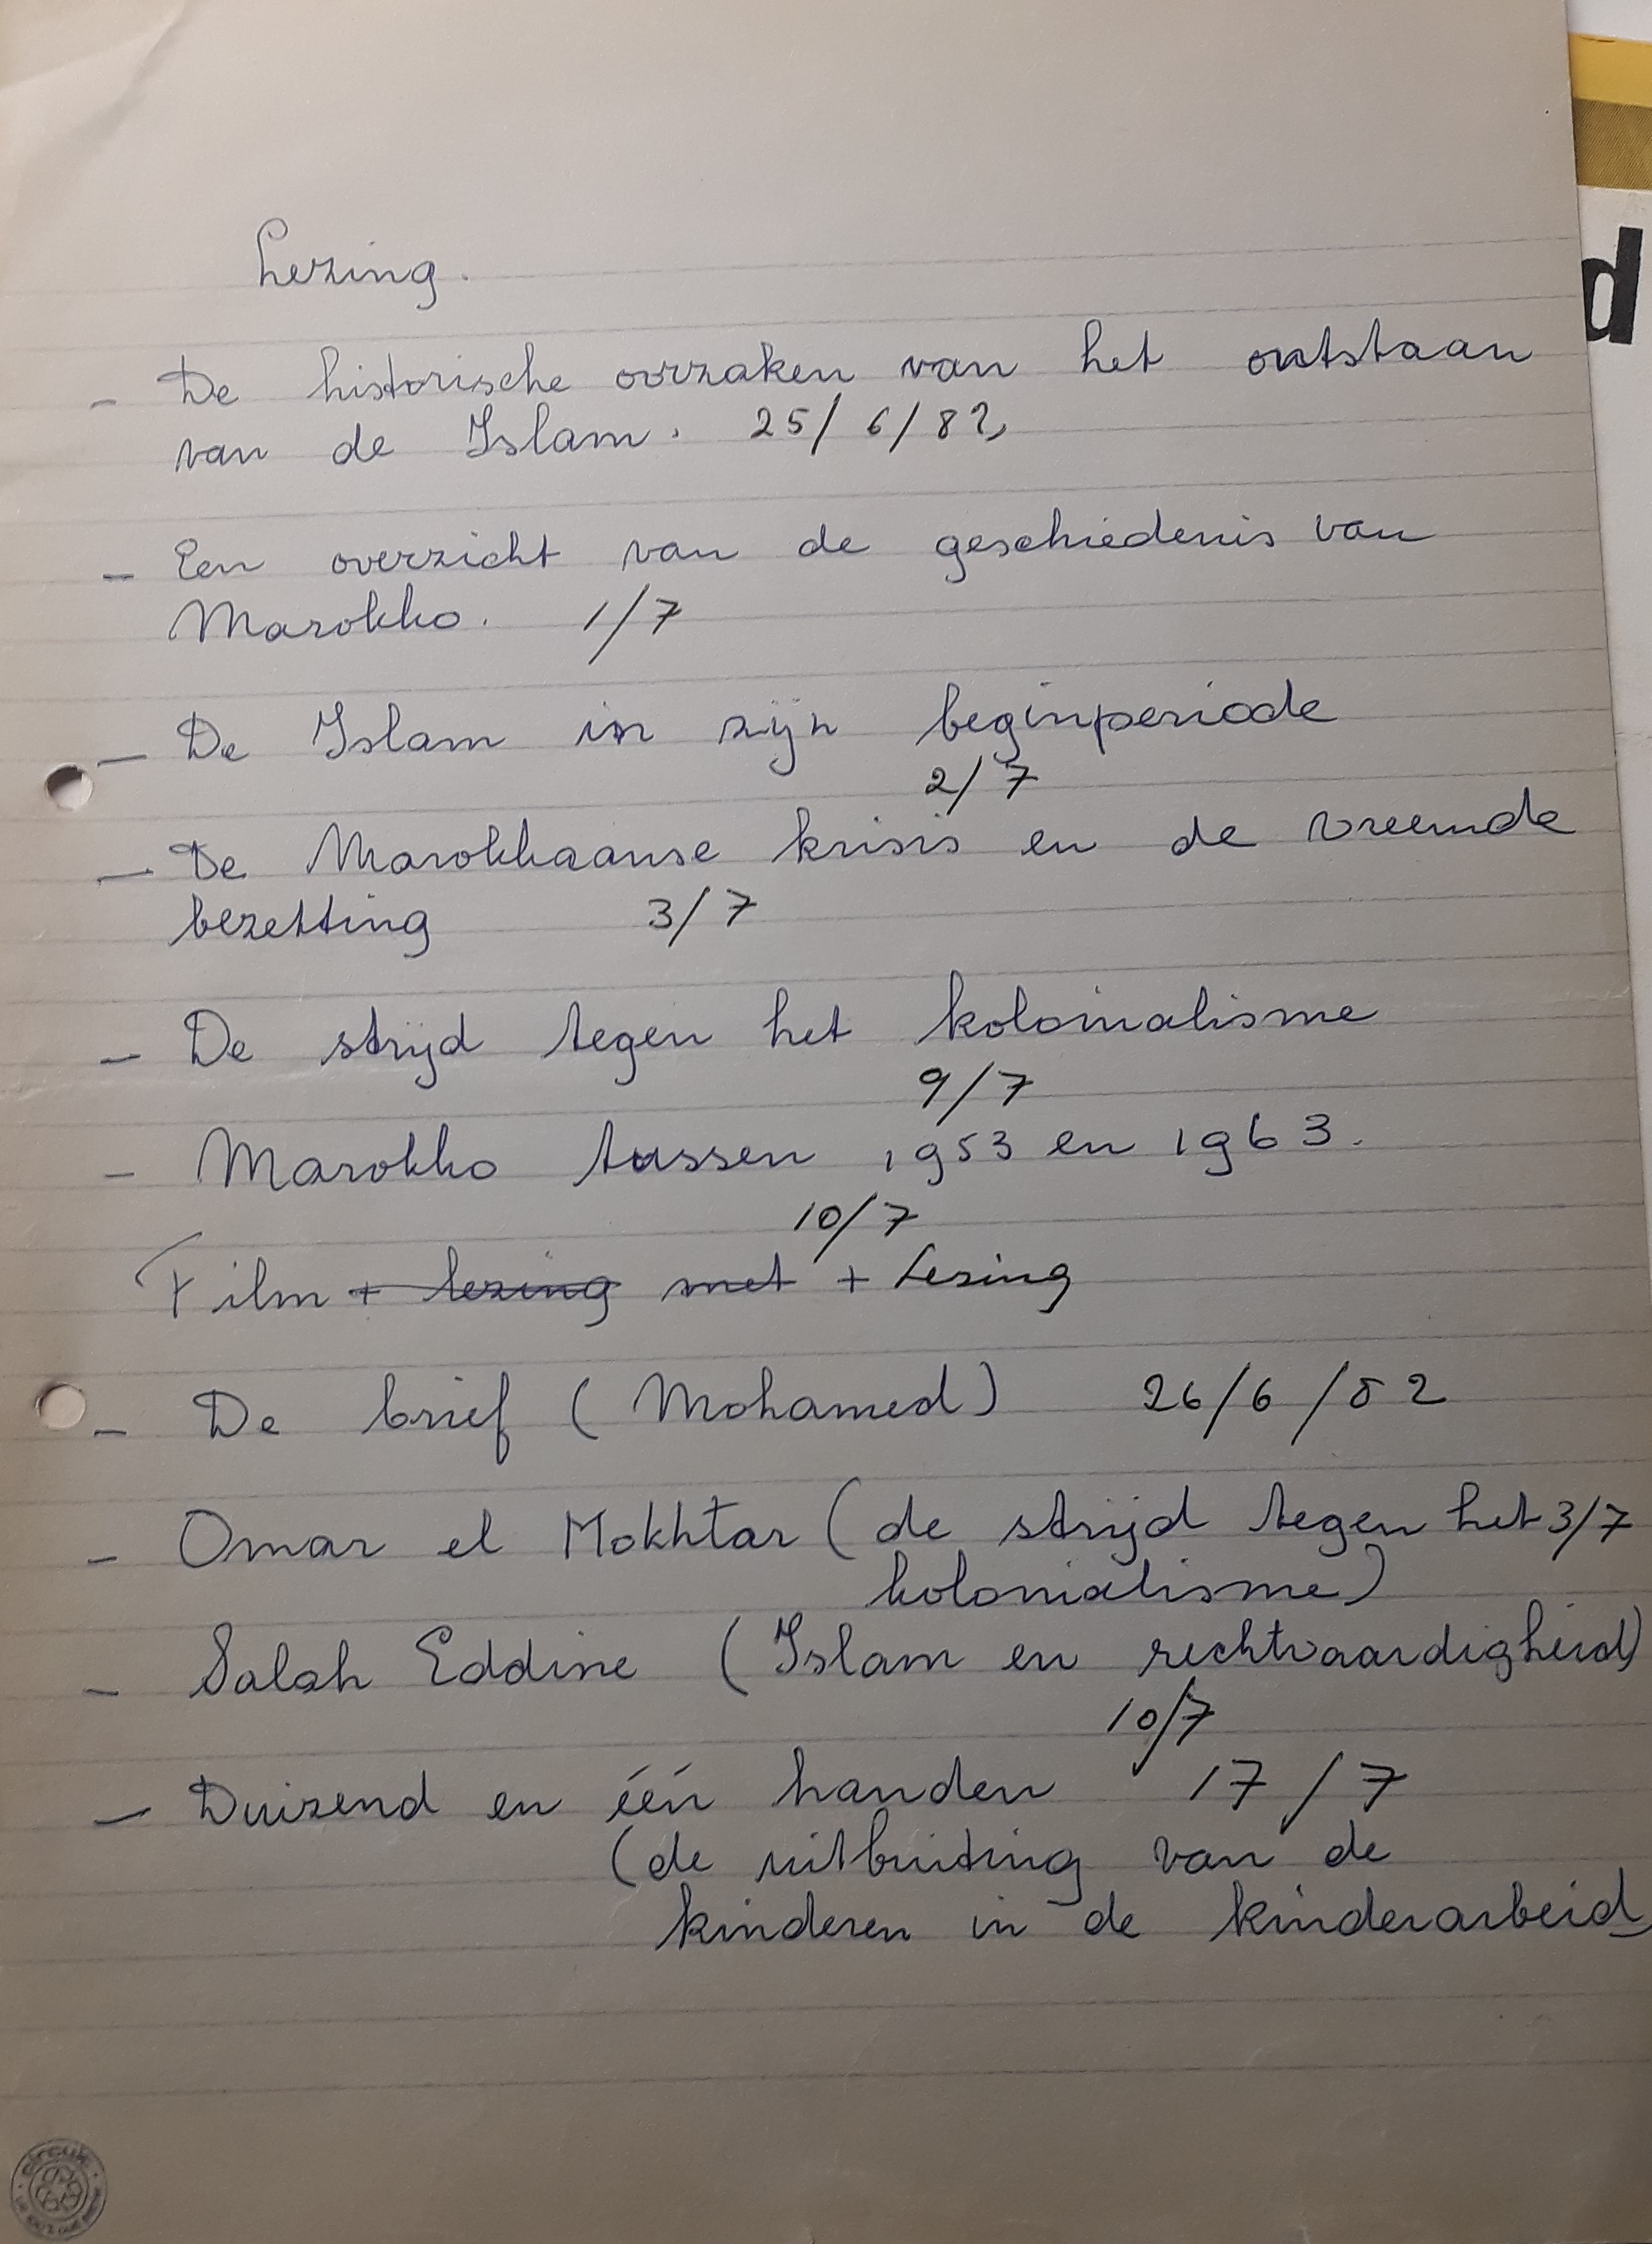 Lezing.
- De historische oorzaken van het ontstaan
van de Islam. 25/6/82
- Een overzicht van de geschiedenis van
Marokko. 1/7
- De Islam in zijn beginperiode
2/7
- De Marokkaanse krisis en de vreemde
bezetting 3/7
- De strijd tegen het kolonialisme
9/7
- Marokko tussen 1953 en 1963.
10/7
Film + lezing met + Lezing
- De brief (Mohamed) 26/6/82
- Omar el Mokhtar (de strijd tegen het 3/7
kolonialisme)
- Salah Eddine (Islam en rechtvaardigheid)
10/7
- Duizend en één handen 17/7
(de uitbuiting van de
kinderen in de kinderarbeid
d
circuit